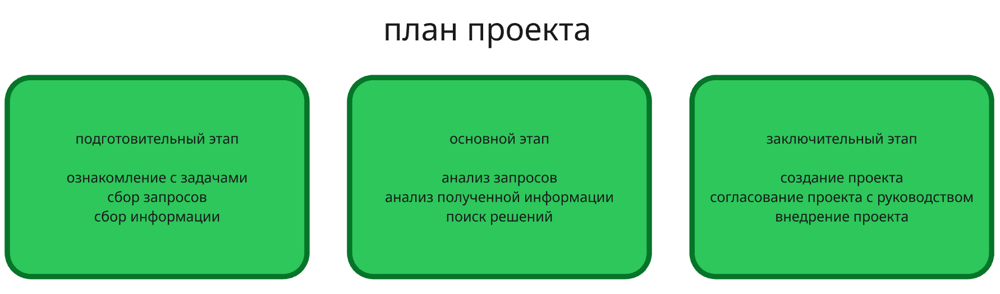 план проекта
подготовительный этап
ознакомление с задачами
сбор запросов
сбор информации
основной этап
анализ запросов
анализ полученной информации
поиск решений
заключительный этап
создание проекта
согласование проекта с руководством
внедрение проекта